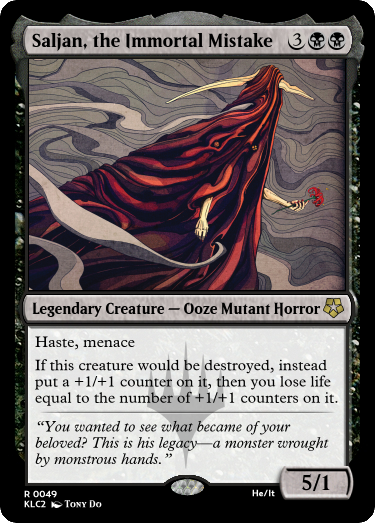 Saljan, the Immortal Mistake 3
Legendary Creature — Ooze Mutant Horror
Haste, menace
If this creature would be destroyed, instead
put a +1/+1 counter on it, then you lose life
equal to the number of +1/+1 counters on it.
“You wanted to see what became of your
beloved? This is his legacy—a monster wrought
by monstrous hands.”
5/1
R 0049 He/It
KLC2 Tony Do